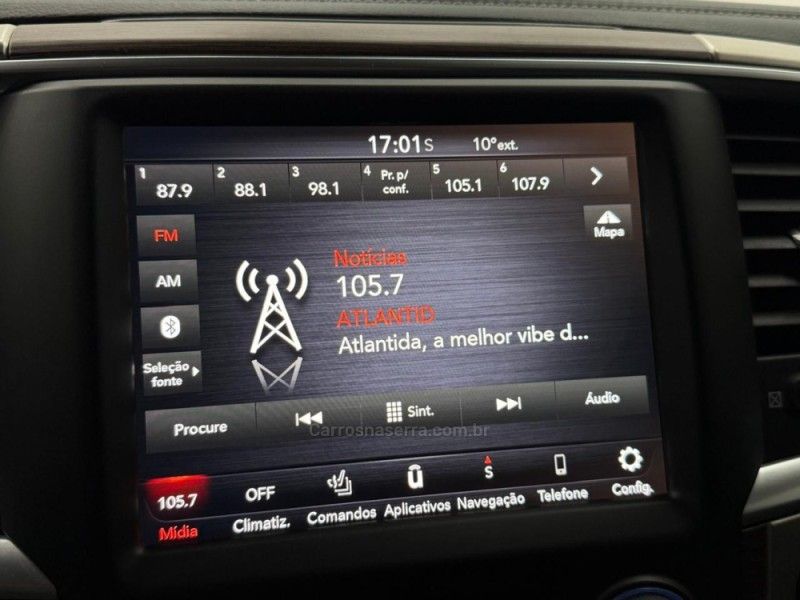 17:01 S 10° ext.
1 87.9 2 88.1 3 98.1 4 Pr. p/ conf. 5 105.1 6 107.9
FM
AM
Seleção fonte
Mapa
Notícias
105.7
ATLANTID
Atlantida, a melhor vibe d...
Procure Sint. Áudio
Carrosnaserra.com.br
105.7 OFF S
Mídia Climatiz. Comandos Aplicativos Navegação Telefone Config.